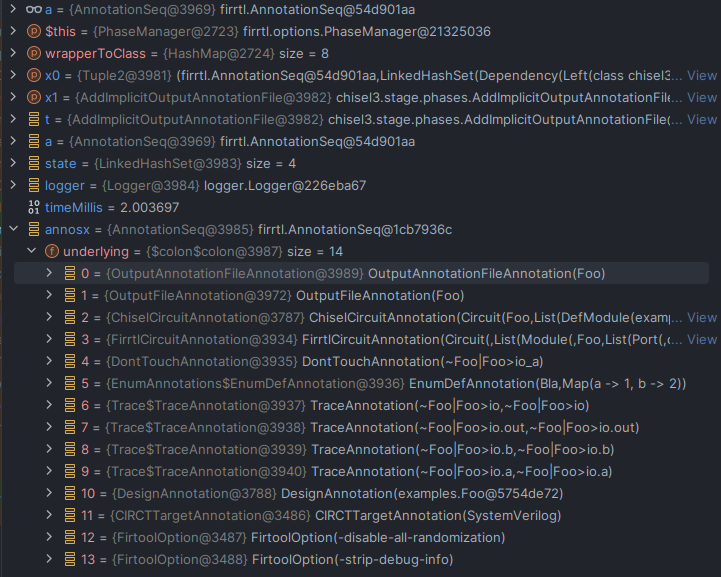 a = {AnnotationSeq@3969} firrtl.AnnotationSeq@54d901aa
p $this = {PhaseManager@2723} firrtl.options.PhaseManager@21325036
p wrapperToClass = {HashMap@2724} size = 8
p x0 = {Tuple2@3981} (firrtl.AnnotationSeq@54d901aa,LinkedHashSet(Dependency(Left(class chisel3.… View
p x1 = {AddImplicitOutputAnnotationFile@3982} chisel3.stage.phases.AddImplicitOutputAnnotationFil… View
t = {AddImplicitOutputAnnotationFile@3982} chisel3.stage.phases.AddImplicitOutputAnnotationFile(… View
a = {AnnotationSeq@3969} firrtl.AnnotationSeq@54d901aa
state = {LinkedHashSet@3983} size = 4
logger = {Logger@3984} logger.Logger@226eba67
10 01 timeMillis = 2.003697
annosx = {AnnotationSeq@3985} firrtl.AnnotationSeq@1cb7936c
f underlying = {$colon$colon@3987} size = 14
0 = {OutputAnnotationFileAnnotation@3989} OutputAnnotationFileAnnotation(Foo)
1 = {OutputFileAnnotation@3972} OutputFileAnnotation(Foo)
2 = {ChiselCircuitAnnotation@3787} ChiselCircuitAnnotation(Circuit(Foo,List(DefModule(exam… View
3 = {FirrtlCircuitAnnotation@3934} FirrtlCircuitAnnotation(Circuit(,List(Module(,Foo,List(Port(,c… View
4 = {DontTouchAnnotation@3935} DontTouchAnnotation(~Foo|Foo>io_a)
5 = {EnumAnnotations$EnumDefAnnotation@3936} EnumDefAnnotation(Bla,Map(a -> 1, b -> 2))
6 = {Trace$TraceAnnotation@3937} TraceAnnotation(~Foo|Foo>io,~Foo|Foo>io)
7 = {Trace$TraceAnnotation@3938} TraceAnnotation(~Foo|Foo>io.out,~Foo|Foo>io.out)
8 = {Trace$TraceAnnotation@3939} TraceAnnotation(~Foo|Foo>io.b,~Foo|Foo>io.b)
9 = {Trace$TraceAnnotation@3940} TraceAnnotation(~Foo|Foo>io.a,~Foo|Foo>io.a)
10 = {DesignAnnotation@3788} DesignAnnotation(examples.Foo@5754de72)
11 = {CIRCTTargetAnnotation@3486} CIRCTTargetAnnotation(SystemVerilog)
12 = {FirtoolOption@3487} FirtoolOption(-disable-all-randomization)
13 = {FirtoolOption@3488} FirtoolOption(-strip-debug-info)